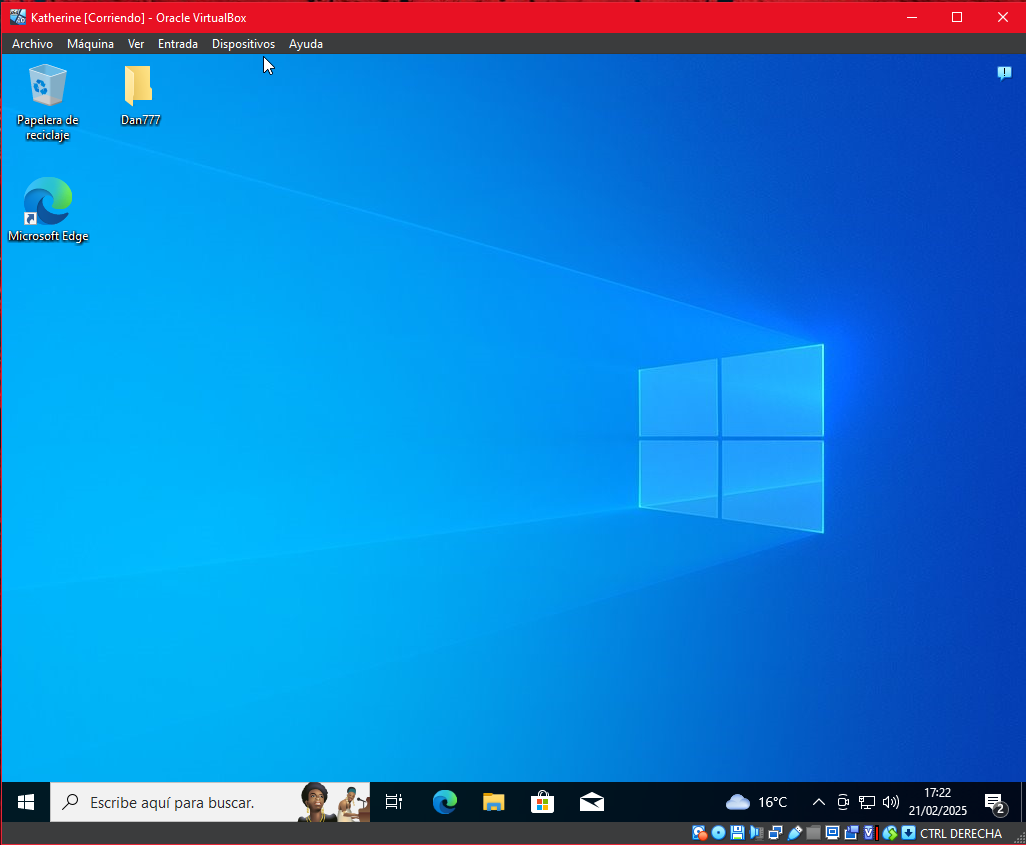 Katherine [Corriendo] - Oracle VirtualBox
Archivo Máquina Ver Entrada Dispositivos Ayuda
Papelera de
reciclaje
Dan777
Microsoft Edge
Escribe aquí para buscar.
16°C
17:22
21/02/2025
2
CTRL DERECHA